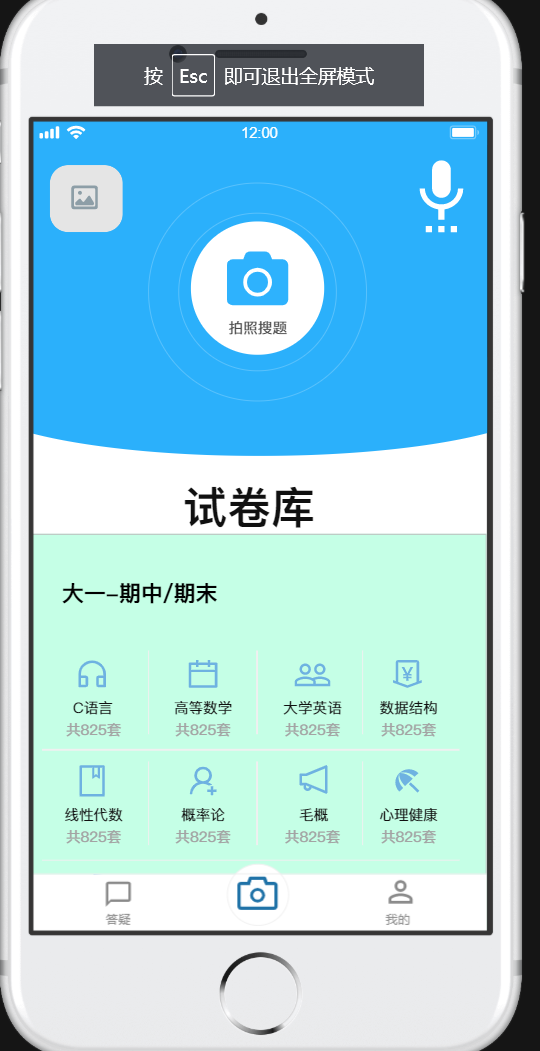 按 Esc 即可退出全屏模式
12:00
拍照搜题
试卷库
大一–期中/期末
C语言 高等数学 大学英语 数据结构
共825套 共825套 共825套 共825套
线性代数 概率论 毛概 心理健康
共825套 共825套 共825套 共825套
答疑 我的